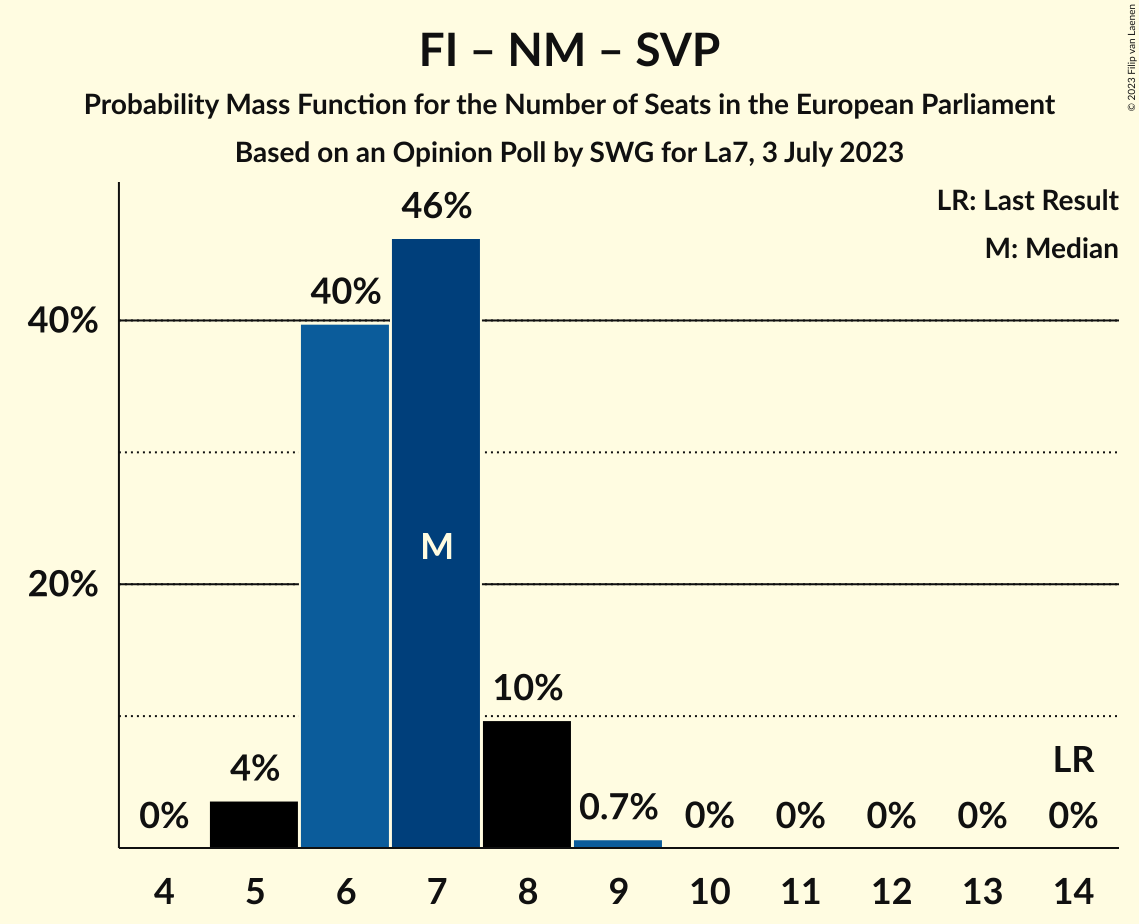 FI – NM – SVP
Probability Mass Function for the Number of Seats in the European Parliament
Based on an Opinion Poll by SWG for La7, 3 July 2023
© 2023 Filip van Laenen
LR: Last Result
M: Median
46%
40%
40%
M
20%
10%
4%
LR
0%
0.7%
0%
0%
0%
0%
0%
4 5 6 7 8 9 10 11 12 13 14